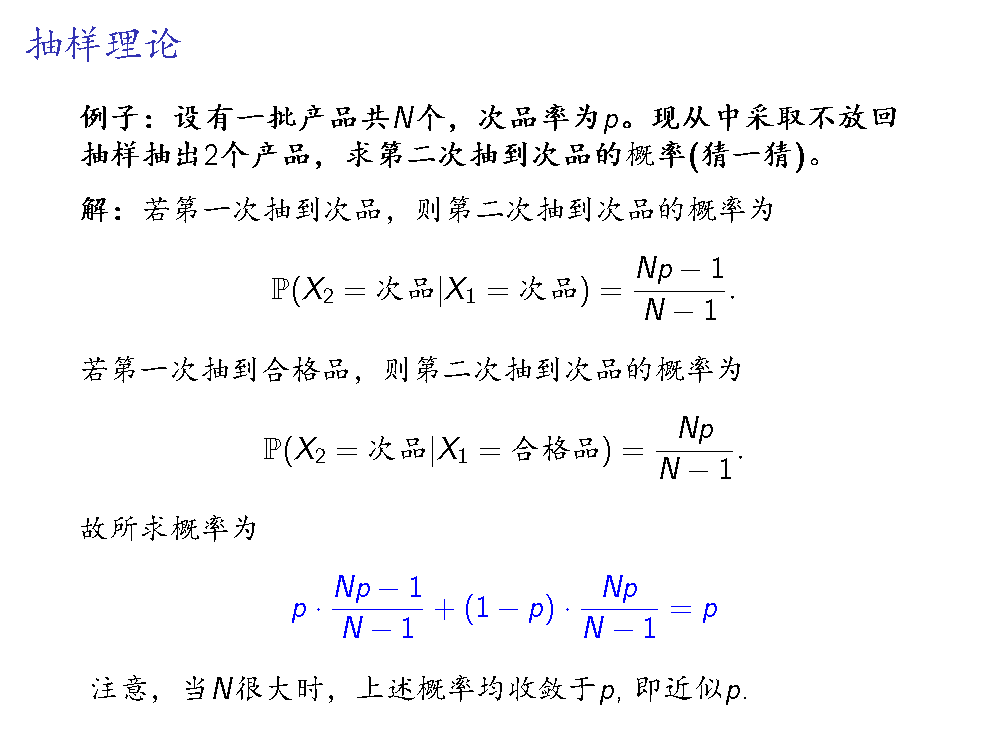 抽样理论
例子：设有一批产品共N个，次品率为p。现从中采取不放回
抽样抽出2个产品，求第二次抽到次品的概率(猜一猜)。
解：若第一次抽到次品，则第二次抽到次品的概率为
ℙ(X₂ = 次品|X₁ = 次品) = (Np − 1)/(N − 1).
若第一次抽到合格品，则第二次抽到次品的概率为
ℙ(X₂ = 次品|X₁ = 合格品) = Np/(N − 1).
故所求概率为
p · (Np − 1)/(N − 1) + (1 − p) · Np/(N − 1) = p
注意，当N很大时，上述概率均收敛于p, 即近似p.